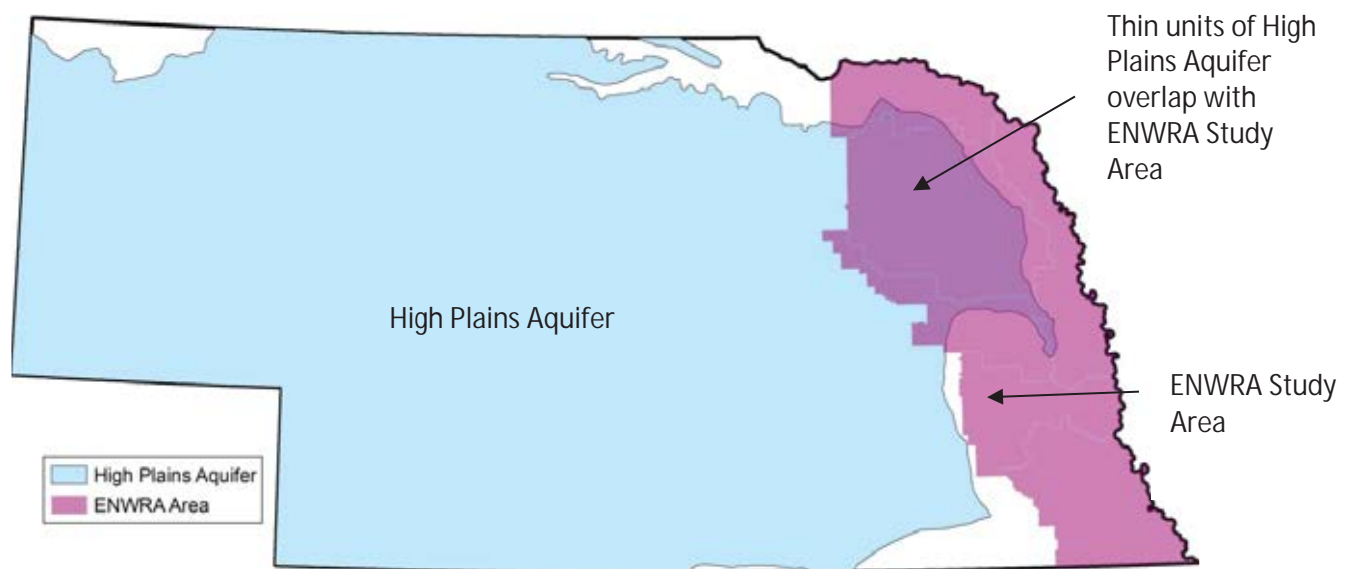 Thin units of High
Plains Aquifer
overlap with
ENWRA Study
Area
High Plains Aquifer
ENWRA Study
Area
High Plains Aquifer
ENWRA Area